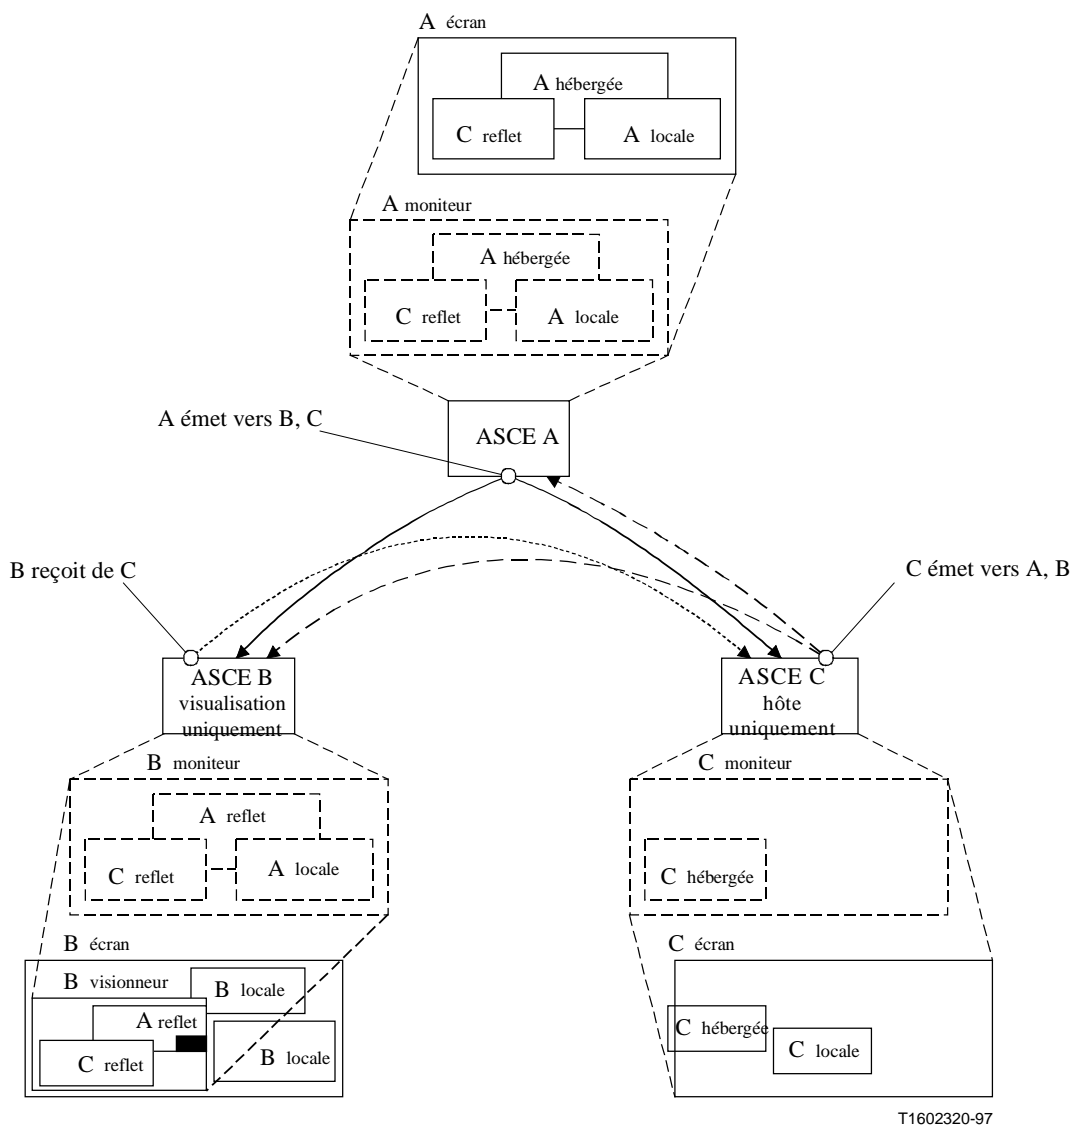 A écran
A hébergée
C reflet
A locale
A moniteur
A hébergée
C reflet
A locale
A émet vers B, C
ASCE A
B reçoit de C
C émet vers A, B
ASCE B
visualisation
uniquement
ASCE C
hôte
uniquement
B moniteur
A reflet
C reflet
A locale
C moniteur
C hébergée
B écran
B visionneur
B locale
A reflet
C reflet
B locale
C écran
C hébergée
C locale
T1602320-97